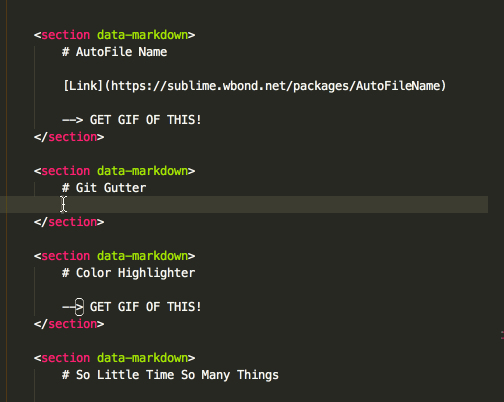 <section data-markdown>
# AutoFile Name
[Link](https://sublime.wbond.net/packages/AutoFileName)
--> GET GIF OF THIS!
</section>
<section data-markdown>
# Git Gutter
</section>
<section data-markdown>
# Color Highlighter
--> GET GIF OF THIS!
</section>
<section data-markdown>
# So Little Time So Many Things